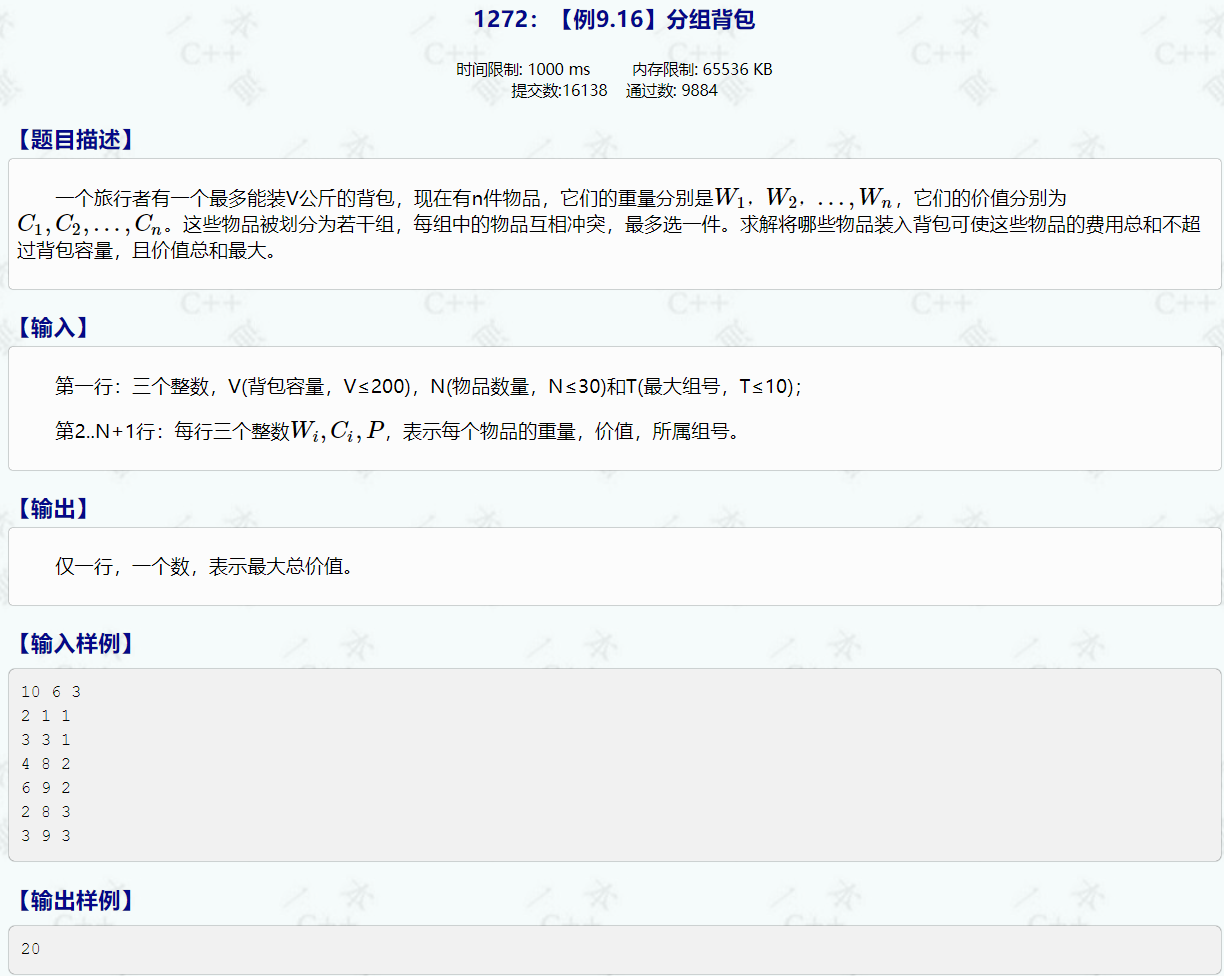 1272：【例9.16】分组背包
时间限制: 1000 ms 内存限制: 65536 KB
提交数:16138 通过数: 9884
【题目描述】
一个旅行者有一个最多能装V公斤的背包，现在有n件物品，它们的重量分别是W1，W2，...,Wn，它们的价值分别为
C1,C2,...,Cn。这些物品被划分为若干组，每组中的物品互相冲突，最多选一件。求解将哪些物品装入背包可使这些物品的费用总和不超
过背包容量，且价值总和最大。
【输入】
第一行：三个整数，V(背包容量，V≤200)，N(物品数量，N≤30)和T(最大组号，T≤10)；
第2..N+1行：每行三个整数Wi,Ci,P，表示每个物品的重量，价值，所属组号。
【输出】
仅一行，一个数，表示最大总价值。
【输入样例】
10 6 3
2 1 1
3 3 1
4 8 2
6 9 2
2 8 3
3 9 3
【输出样例】
20